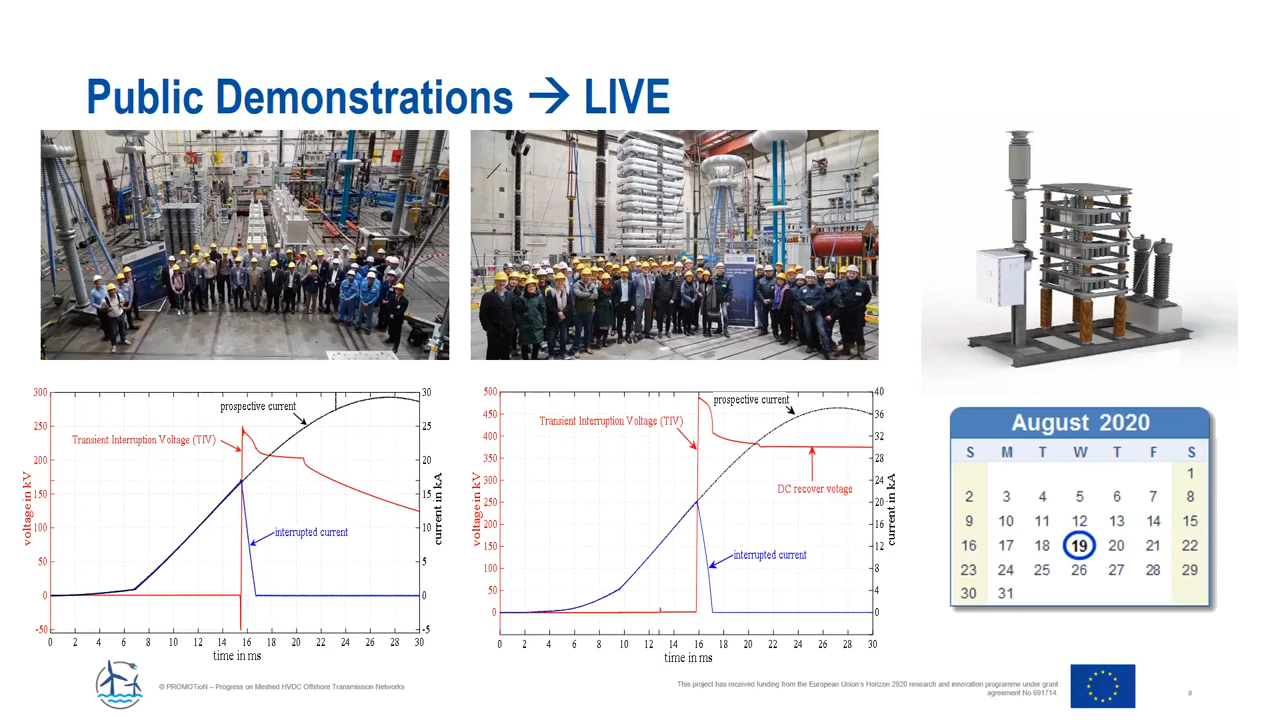 Public Demonstrations → LIVE
300
250
200
150
100
50
0
-50
voltage in kV
30
25
20
15
10
5
0
-5
current in kA
prospective current
Transient Interruption Voltage (TIV)
interrupted current
0 2 4 6 8 10 12 14 16 18 20 22 24 26 28 30
time in ms
500
450
400
350
300
250
200
150
100
50
0
voltage in kV
40
36
32
28
24
20
16
12
8
4
0
current in kA
prospective current
Transient Interruption Voltage (TIV)
DC recover votage
interrupted current
0 2 4 6 8 10 12 14 16 18 20 22 24 26 28 30
time in ms
August 2020
S M T W T F S
1
2 3 4 5 6 7 8
9 10 11 12 13 14 15
16 17 18 19 20 21 22
23 24 25 26 27 28 29
30 31
© PROMOTioN – Progress on Meshed HVDC Offshore Transmission Networks
This project has received funding from the European Union's Horizon 2020 research and innovation programme under grant
agreement No 691714.
8